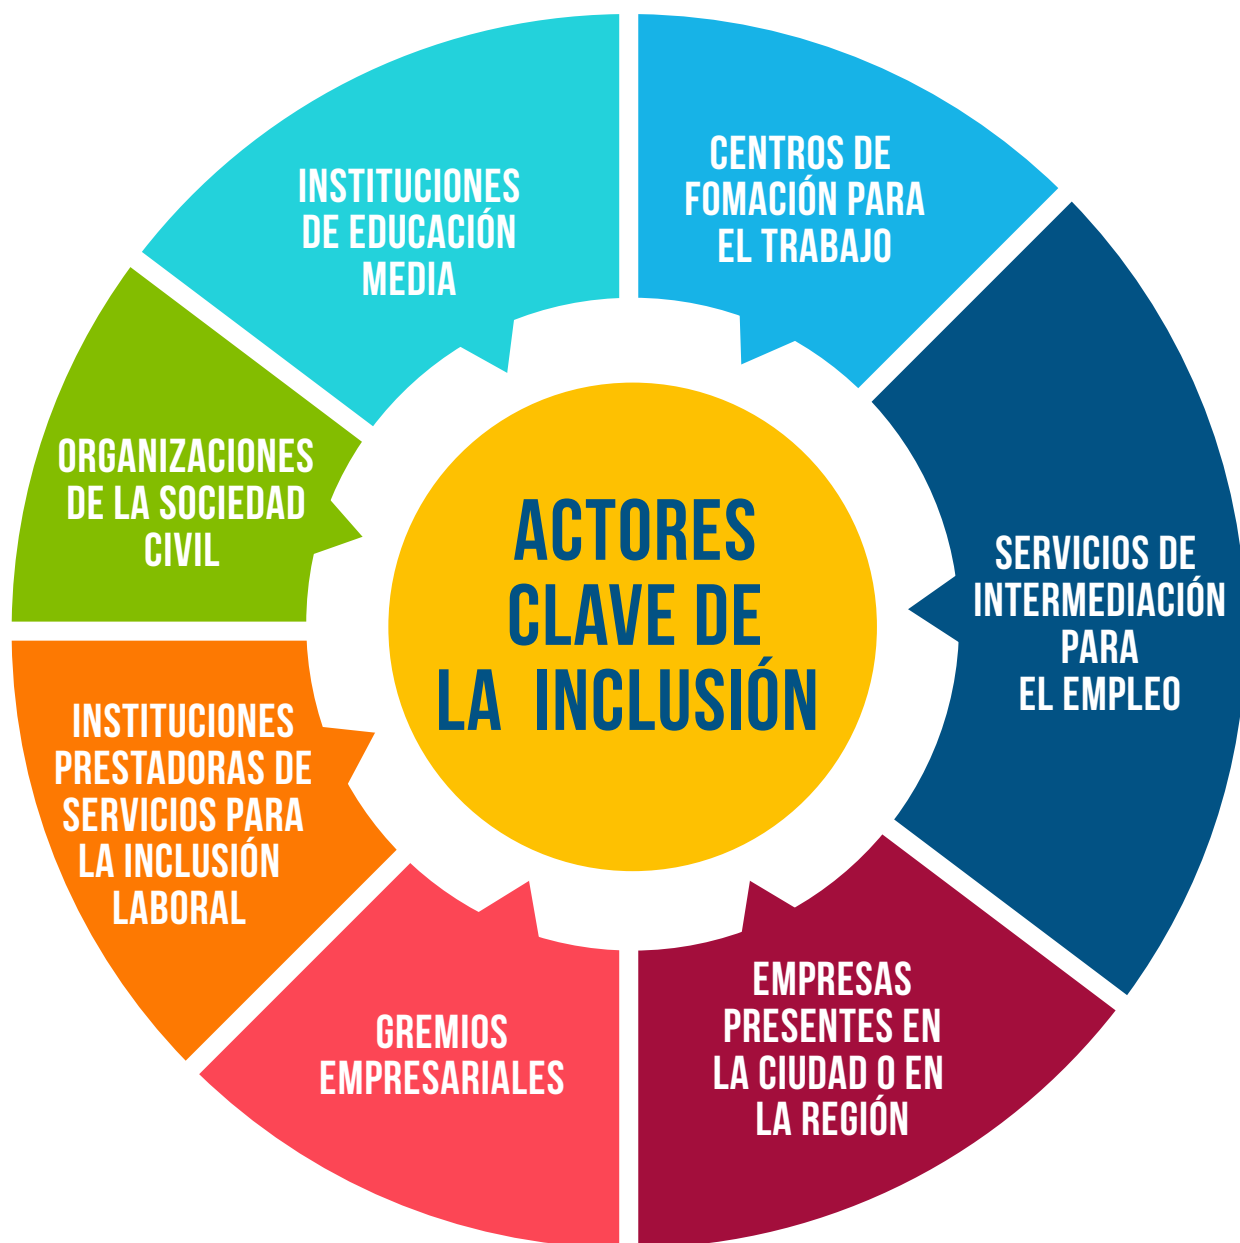 ACTORES
CLAVE DE
LA INCLUSIÓN
CENTROS DE
FOMACIÓN PARA
EL TRABAJO
SERVICIOS DE
INTERMEDIACIÓN
PARA
EL EMPLEO
EMPRESAS
PRESENTES EN
LA CIUDAD O EN
LA REGIÓN
GREMIOS
EMPRESARIALES
INSTITUCIONES
PRESTADORAS DE
SERVICIOS PARA
LA INCLUSIÓN
LABORAL
ORGANIZACIONES
DE LA SOCIEDAD
CIVIL
INSTITUCIONES
DE EDUCACIÓN
MEDIA